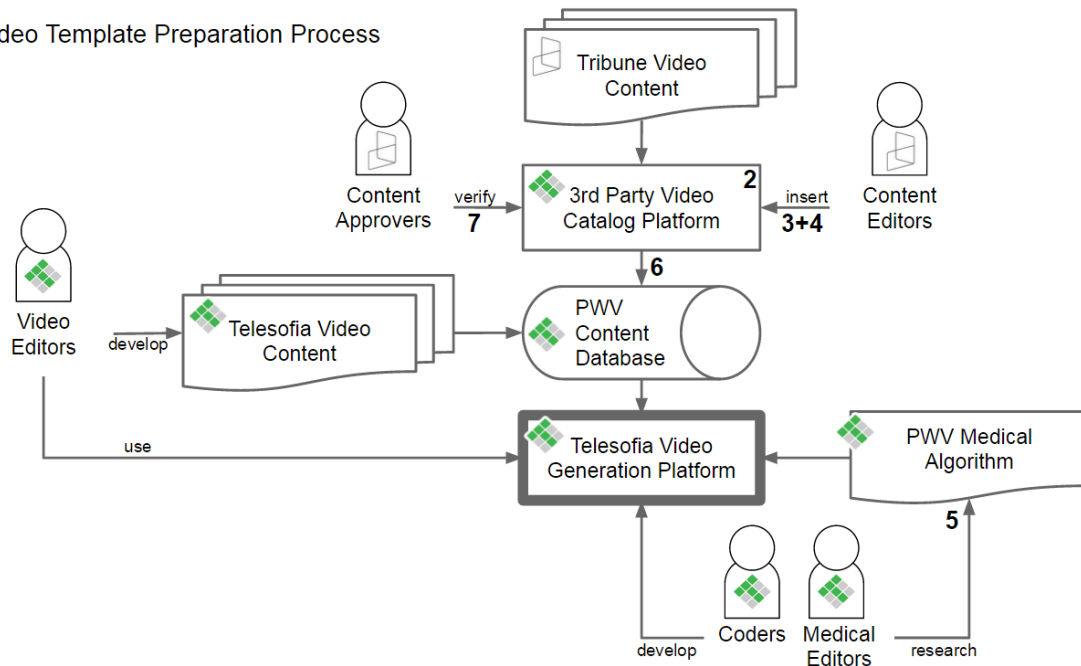 deo Template Preparation Process
Tribune Video
Content
Content
Approvers
verify
7
3rd Party Video
Catalog Platform
2
insert
3+4
Content
Editors
6
Video
Editors
develop
Telesofia Video
Content
PWV
Content
Database
use
Telesofia Video
Generation Platform
PWV Medical
Algorithm
5
develop
Coders
Medical
Editors
research